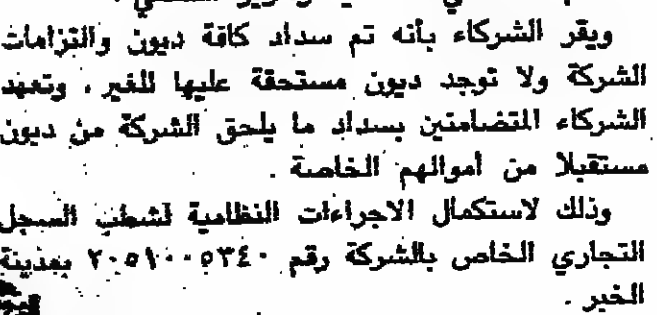 ويقر الشركاء بأنه تم سداد كافة ديون والتزامات
الشركة ولا توجد ديون مستحقة عليها للغير ، وتعهد
الشركاء المتضامنين بسداد ما يلحق الشركة من ديون
مستقبلا من أموالهم الخاصة .
وذلك لاستكمال الاجراءات النظامية لشطب السجل
التجاري الخاص بالشركة رقم ٢٠٥١٠٠٥٣٤٠ بمدينة
الخبر .